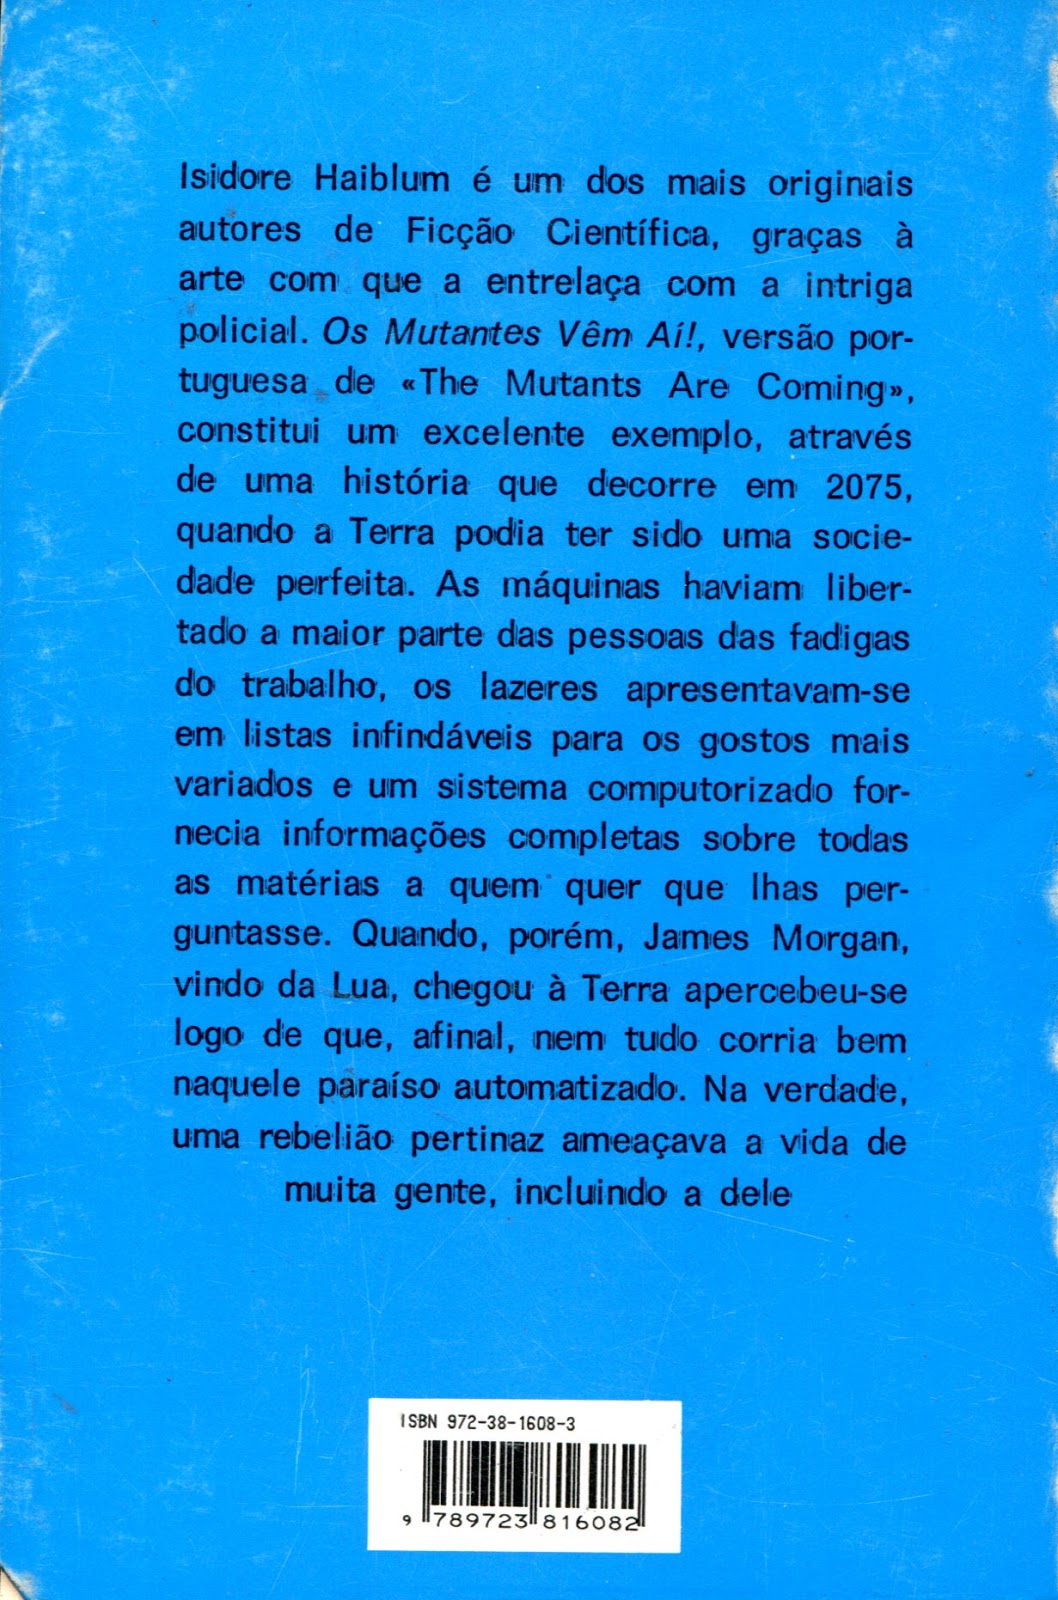 Isidore Haiblum é um dos mais originais
autores de Ficção Científica, graças à
arte com que a entrelaça com a intriga
policial. Os Mutantes Vêm Aí!, versão por-
tuguesa de «The Mutants Are Coming»,
constitui um excelente exemplo, através
de uma história que decorre em 2075,
quando a Terra podia ter sido uma socie-
dade perfeita. As máquinas haviam liber-
tado a maior parte das pessoas das fadigas
do trabalho, os lazeres apresentavam-se
em listas infindáveis para os gostos mais
variados e um sistema computorizado for-
necia informações completas sobre todas
as matérias a quem quer que lhas per-
guntasse. Quando, porém, James Morgan,
vindo da Lua, chegou à Terra apercebeu-se
logo de que, afinal, nem tudo corria bem
naquele paraíso automatizado. Na verdade,
uma rebelião pertinaz ameaçava a vida de
muita gente, incluindo a dele
ISBN 972-38-1608-3
9 789723 816082